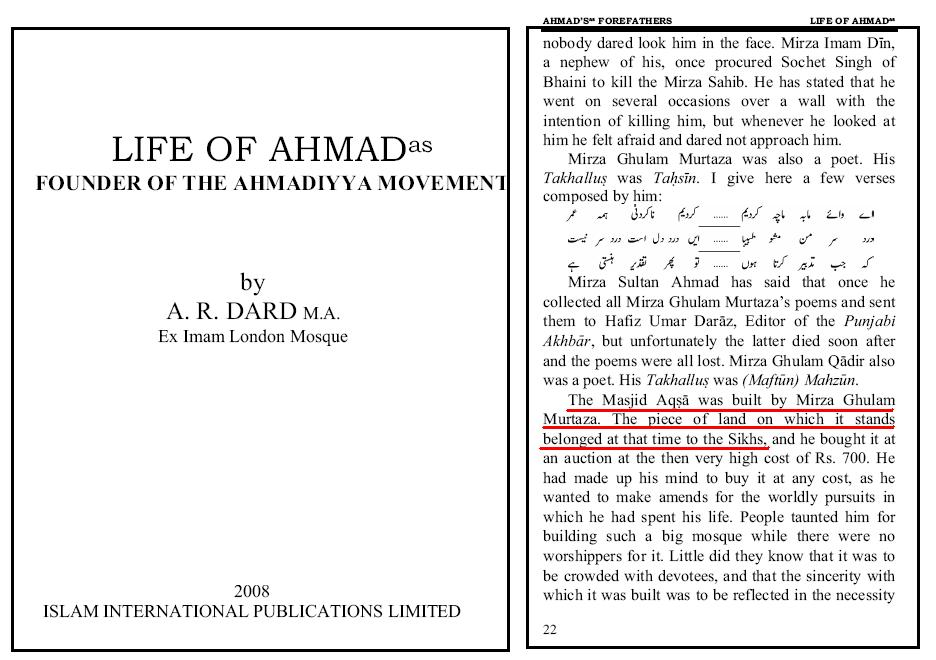 LIFE OF AHMADas
FOUNDER OF THE AHMADIYYA MOVEMENT
by
A. R. DARD M.A.
Ex Imam London Mosque
2008
ISLAM INTERNATIONAL PUBLICATIONS LIMITED
AHMAD'Sas FOREFATHERS LIFE OF AHMADas
nobody dared look him in the face. Mirza Imam Dīn,
a nephew of his, once procured Sochet Singh of
Bhaini to kill the Mirza Sahib. He has stated that he
went on several occasions over a wall with the
intention of killing him, but whenever he looked at
him he felt afraid and dared not approach him.
Mirza Ghulam Murtaza was also a poet. His
Takhalluṣ was Taḥsīn. I give here a few verses
composed by him:
اے وائے مابہ ماچہ کردیم ...... کردیم ناکردنی ہمہ عمر
درد سر من مشو طبیبا ...... ایں درد دل است درد سر نیست
کہ جب تدبیر کرتا ہوں ...... تو پھر تقدیر ہنستی ہے
Mirza Sultan Ahmad has said that once he
collected all Mirza Ghulam Murtaza's poems and sent
them to Hafiz Umar Darāz, Editor of the Punjabi
Akhbār, but unfortunately the latter died soon after
and the poems were all lost. Mirza Ghulam Qādir also
was a poet. His Takhalluṣ was (Maftūn) Mahzūn.
The Masjid Aqṣā was built by Mirza Ghulam
Murtaza. The piece of land on which it stands
belonged at that time to the Sikhs, and he bought it at
an auction at the then very high cost of Rs. 700. He
had made up his mind to buy it at any cost, as he
wanted to make amends for the worldly pursuits in
which he had spent his life. People taunted him for
building such a big mosque while there were no
worshippers for it. Little did they know that it was to
be crowded with devotees, and that the sincerity with
which it was built was to be reflected in the necessity
22